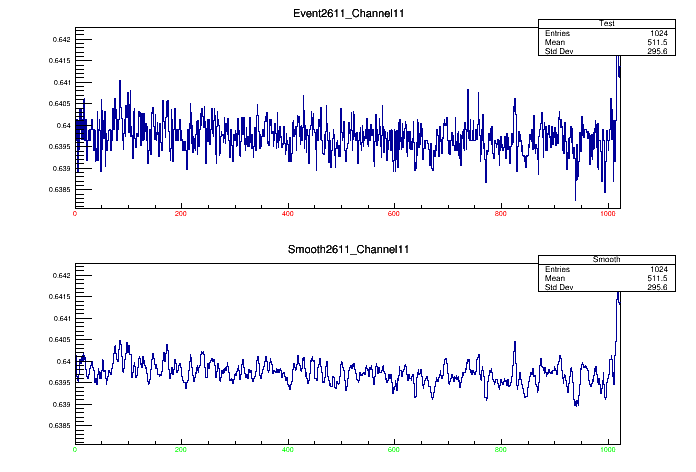 Event2611_Channel11
Test
Entries 1024
Mean 511.5
Std Dev 295.6
0.642
0.6415
0.641
0.6405
0.64
0.6395
0.639
0.6385
0 200 400 600 800 1000
Smooth2611_Channel11
Smooth
Entries 1024
Mean 511.5
Std Dev 295.6
0.642
0.6415
0.641
0.6405
0.64
0.6395
0.639
0.6385
0 200 400 600 800 1000